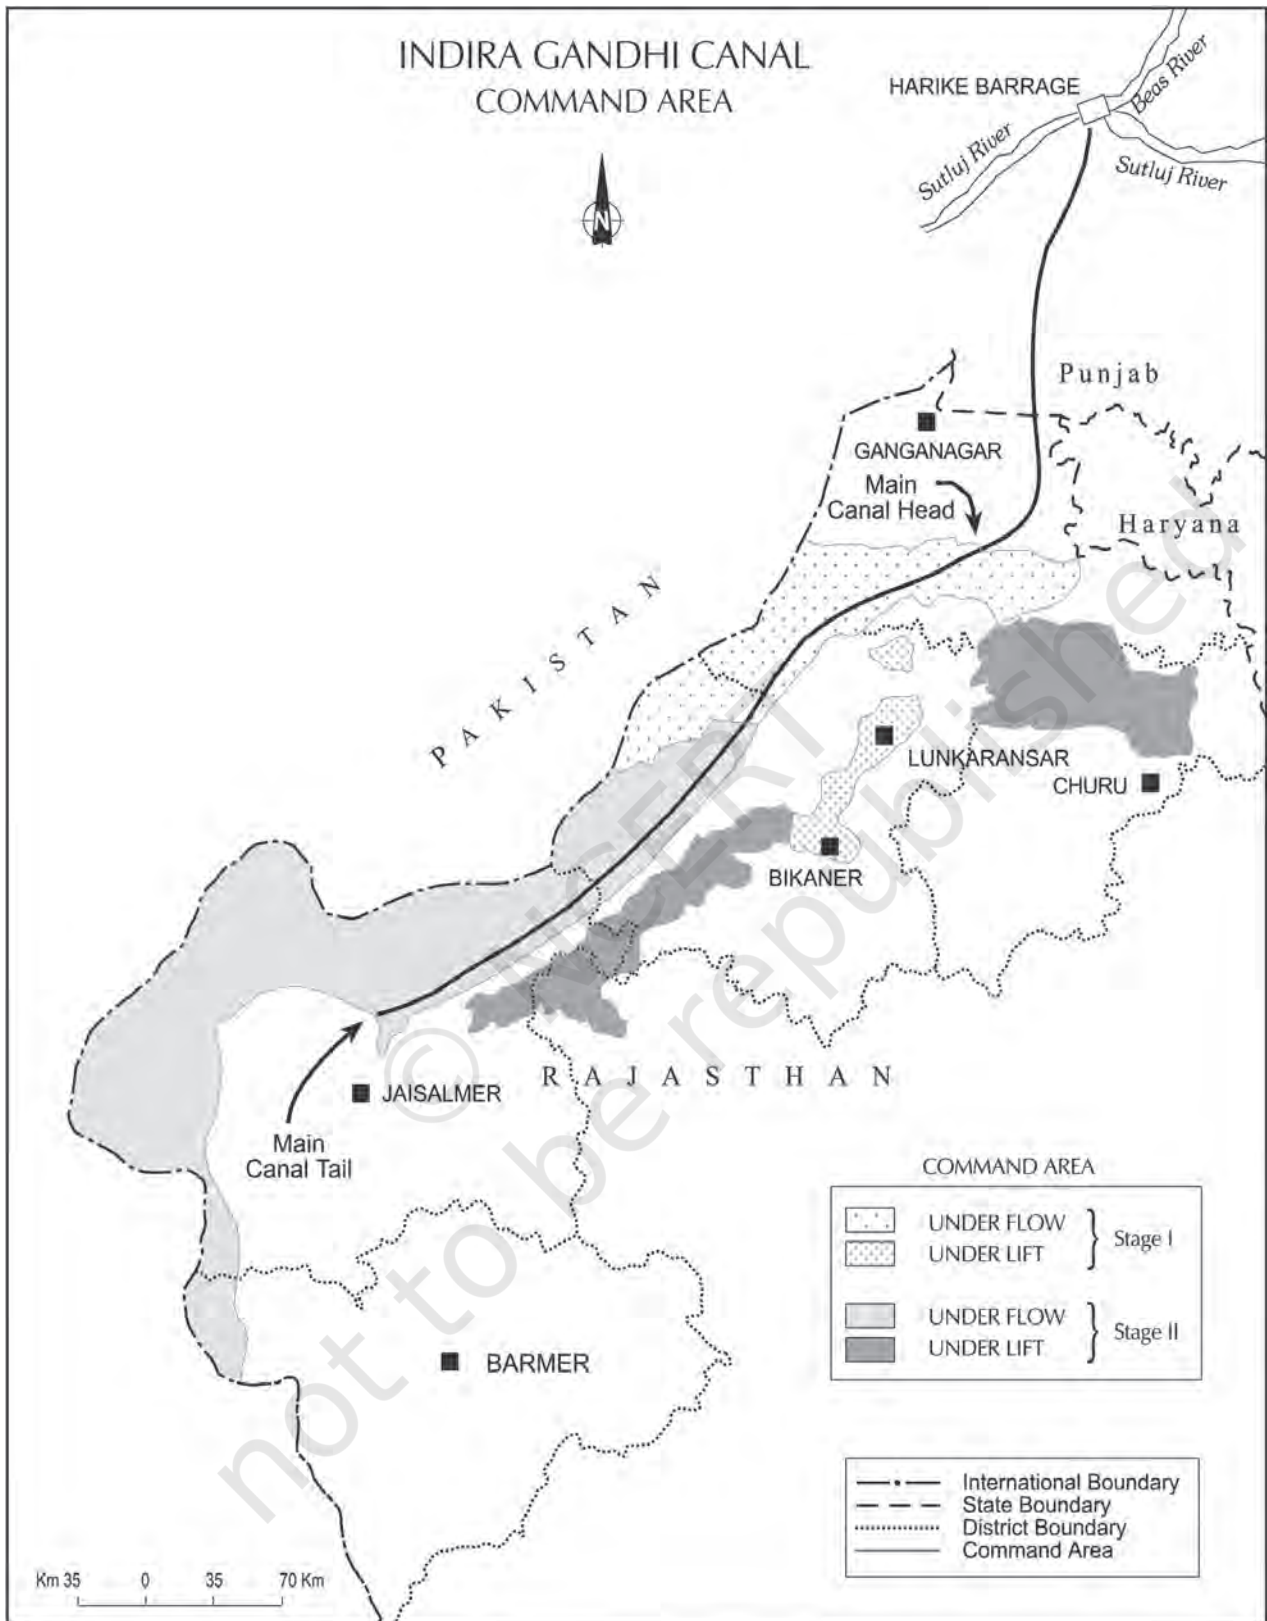 INDIRA GANDHI CANAL
COMMAND AREA
HARIKE BARRAGE
Beas River
Sutluj River
Sutluj River
N
Punjab
GANGANAGAR
Main
Canal Head
Haryana
PAKISTAN
LUNKARANSAR
CHURU
BIKANER
RAJASTHAN
JAISALMER
Main
Canal Tail
BARMER
COMMAND AREA
UNDER FLOW
UNDER LIFT
Stage I
UNDER FLOW
UNDER LIFT
Stage II
International Boundary
State Boundary
District Boundary
Command Area
Km 35 0 35 70 Km
© NCERT
not to be republished